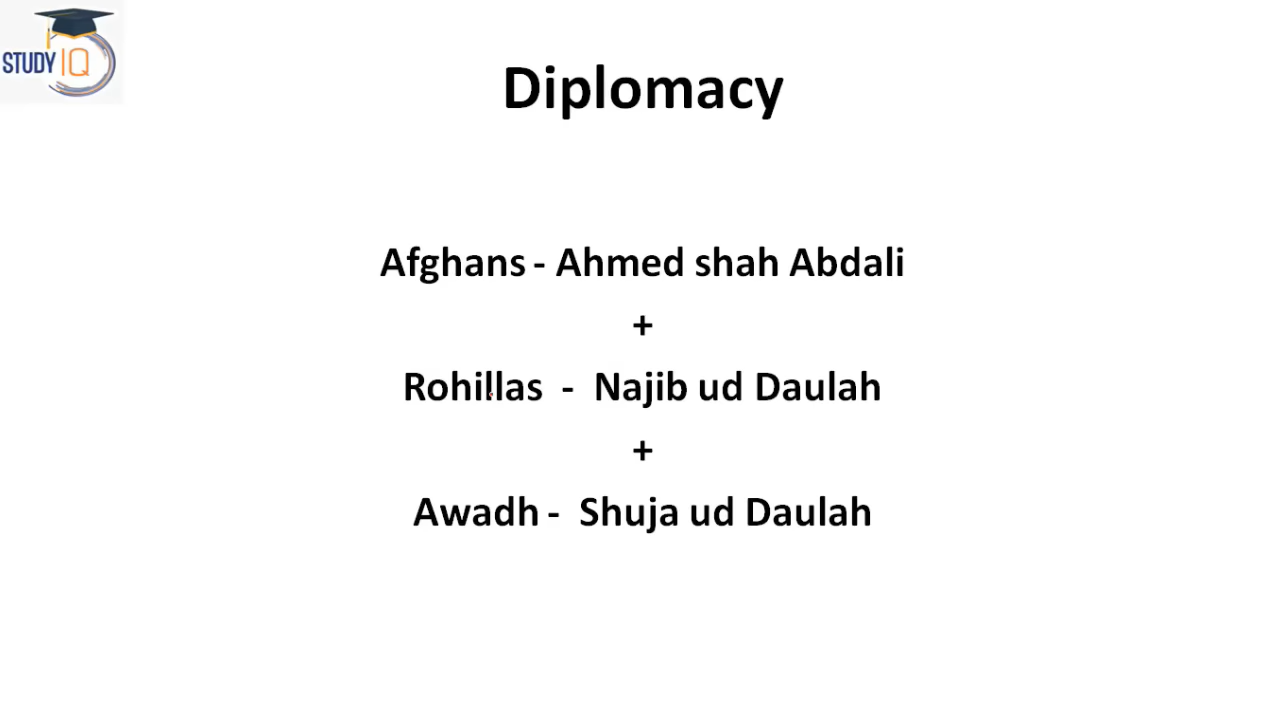 STUDY IQ
Diplomacy
Afghans - Ahmed shah Abdali
+
Rohillas - Najib ud Daulah
+
Awadh - Shuja ud Daulah